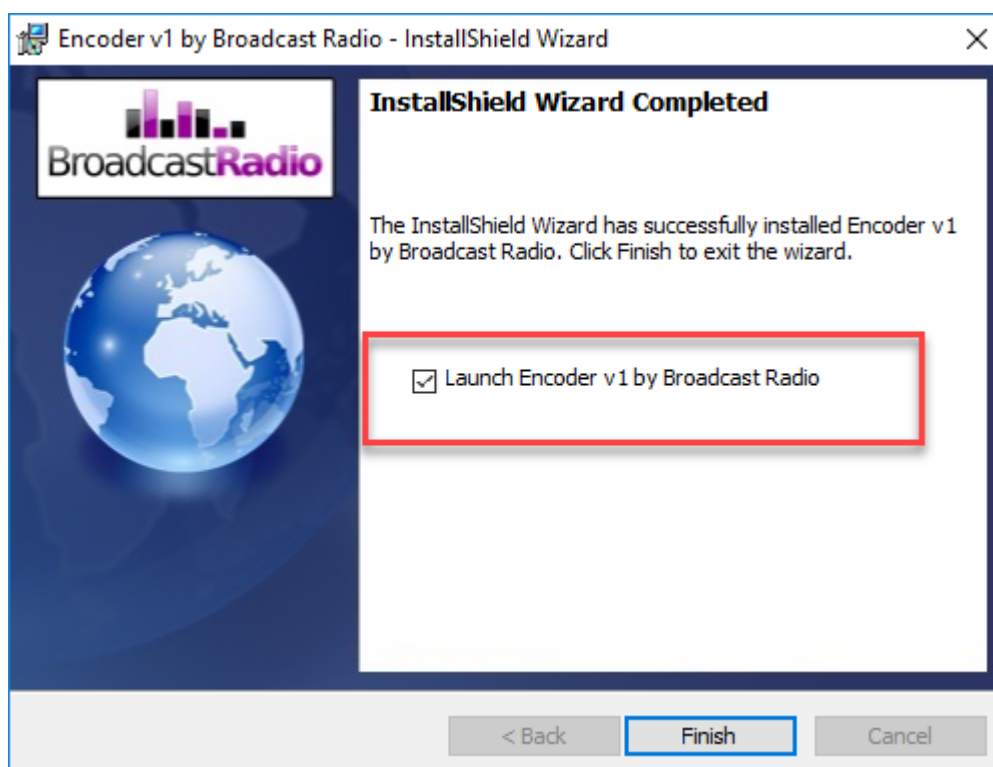 Encoder v1 by Broadcast Radio - InstallShield Wizard
BroadcastRadio
InstallShield Wizard Completed
The InstallShield Wizard has successfully installed Encoder v1
by Broadcast Radio. Click Finish to exit the wizard.
Launch Encoder v1 by Broadcast Radio
< Back
Finish
Cancel